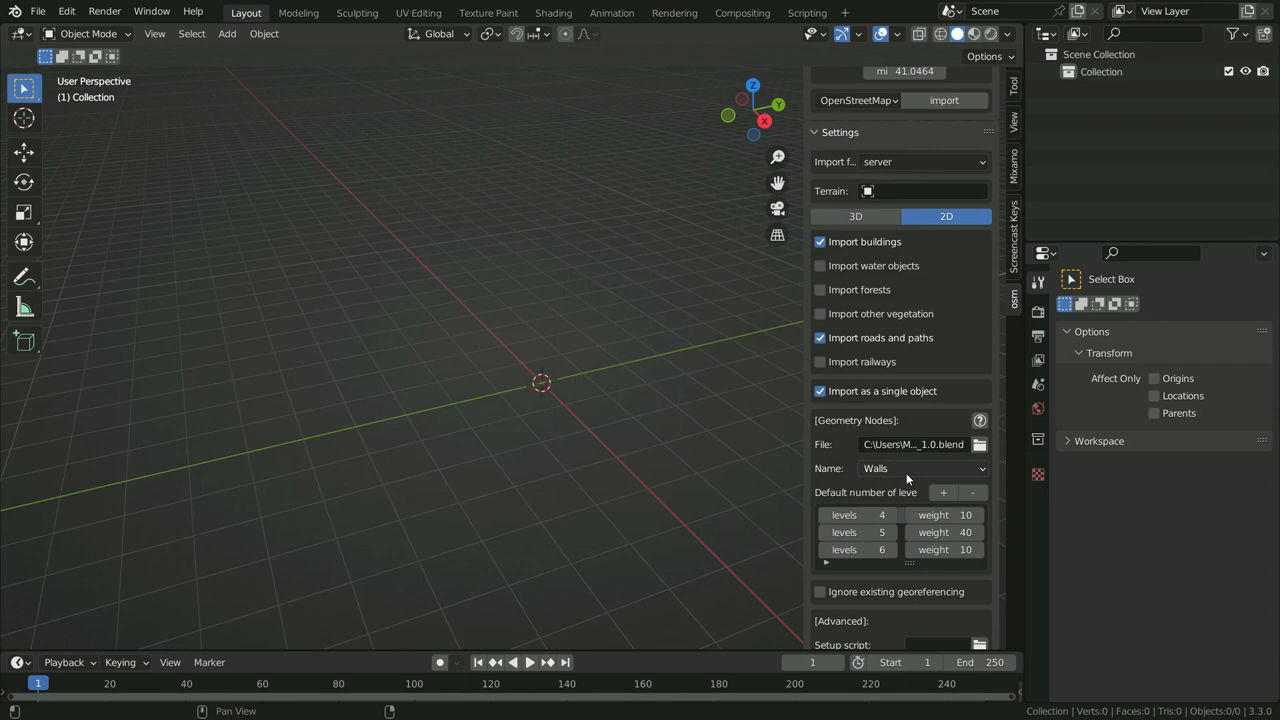 File Edit Render Window Help Layout Modeling Sculpting UV Editing Texture Paint Shading Animation Rendering Compositing Scripting + Scene View Layer
Object Mode View Select Add Object Global
Options
User Perspective
(1) Collection
Z
Y
X
mi 41.0464
OpenStreetMap import
Settings
Import f... server
Terrain:
3D 2D
Import buildings
Import water objects
Import forests
Import other vegetation
Import roads and paths
Import railways
Import as a single object
[Geometry Nodes]:
?
File: C:\Users\M..._1.0.blend
Name: Walls
Default number of leve + -
levels 4 weight 10
levels 5 weight 40
levels 6 weight 10
Ignore existing georeferencing
[Advanced]:
Setup script:
Tool
View
Mixamo
Screencast Keys
osm
Scene Collection
Collection
Select Box
Options
Transform
Affect Only Origins
Locations
Parents
Workspace
Playback Keying View Marker 1 Start 1 End 250
1 20 40 60 80 100 120 140 160 180 200 220 240
Pan View
Collection | Verts:0 | Faces:0 | Tris:0 | Objects:0/0 | 3.3.0